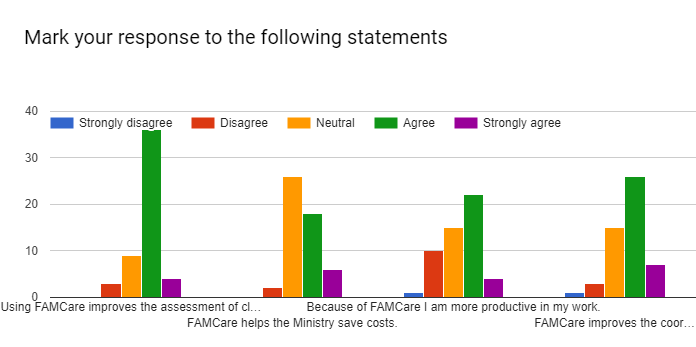 Mark your response to the following statements
40
Strongly disagree Disagree Neutral Agree Strongly agree
30
20
10
0
Using FAMCare improves the assessment of cl… Because of FAMCare I am more productive in my work.
FAMCare helps the Ministry save costs. FAMCare improves the coor…